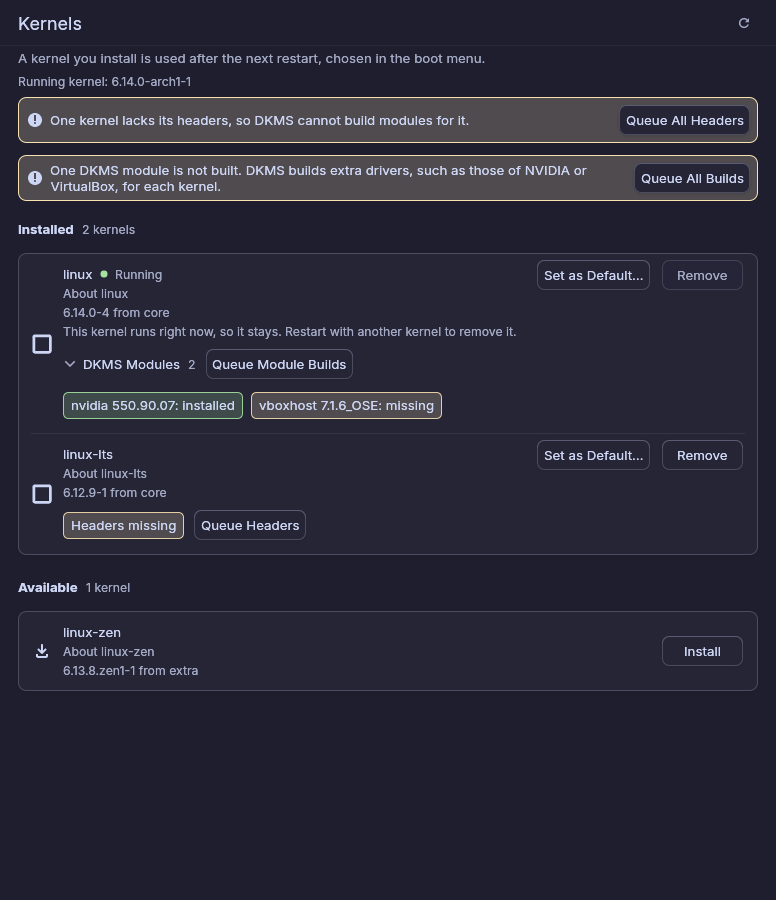 Kernels
A kernel you install is used after the next restart, chosen in the boot menu.
Running kernel: 6.14.0-arch1-1
One kernel lacks its headers, so DKMS cannot build modules for it.
Queue All Headers
One DKMS module is not built. DKMS builds extra drivers, such as those of NVIDIA or
VirtualBox, for each kernel.
Queue All Builds
Installed 2 kernels
linux Running
Set as Default...
Remove
About linux
6.14.0-4 from core
This kernel runs right now, so it stays. Restart with another kernel to remove it.
DKMS Modules 2
Queue Module Builds
nvidia 550.90.07: installed
vboxhost 7.1.6_OSE: missing
linux-lts
Set as Default...
Remove
About linux-lts
6.12.9-1 from core
Headers missing
Queue Headers
Available 1 kernel
linux-zen
About linux-zen
6.13.8.zen1-1 from extra
Install